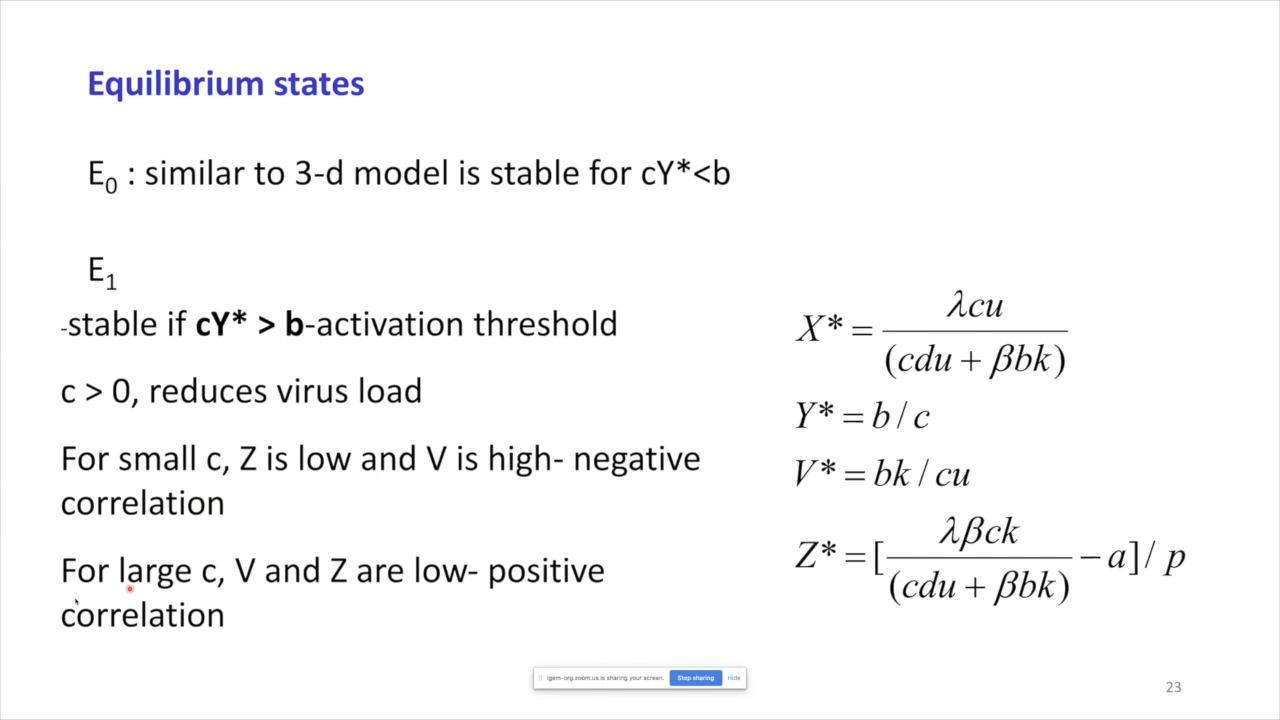 Equilibrium states
E0 : similar to 3-d model is stable for cY*<b
E1
-stable if cY* > b-activation threshold
c > 0, reduces virus load
For small c, Z is low and V is high- negative
correlation
For large c, V and Z are low- positive
correlation
X* = λcu / (cdu + βbk)
Y* = b / c
V* = bk / cu
Z* = [ λβck / (cdu + βbk) − a] / p
igem-org.zoom.us is sharing your screen. Stop sharing Hide
23